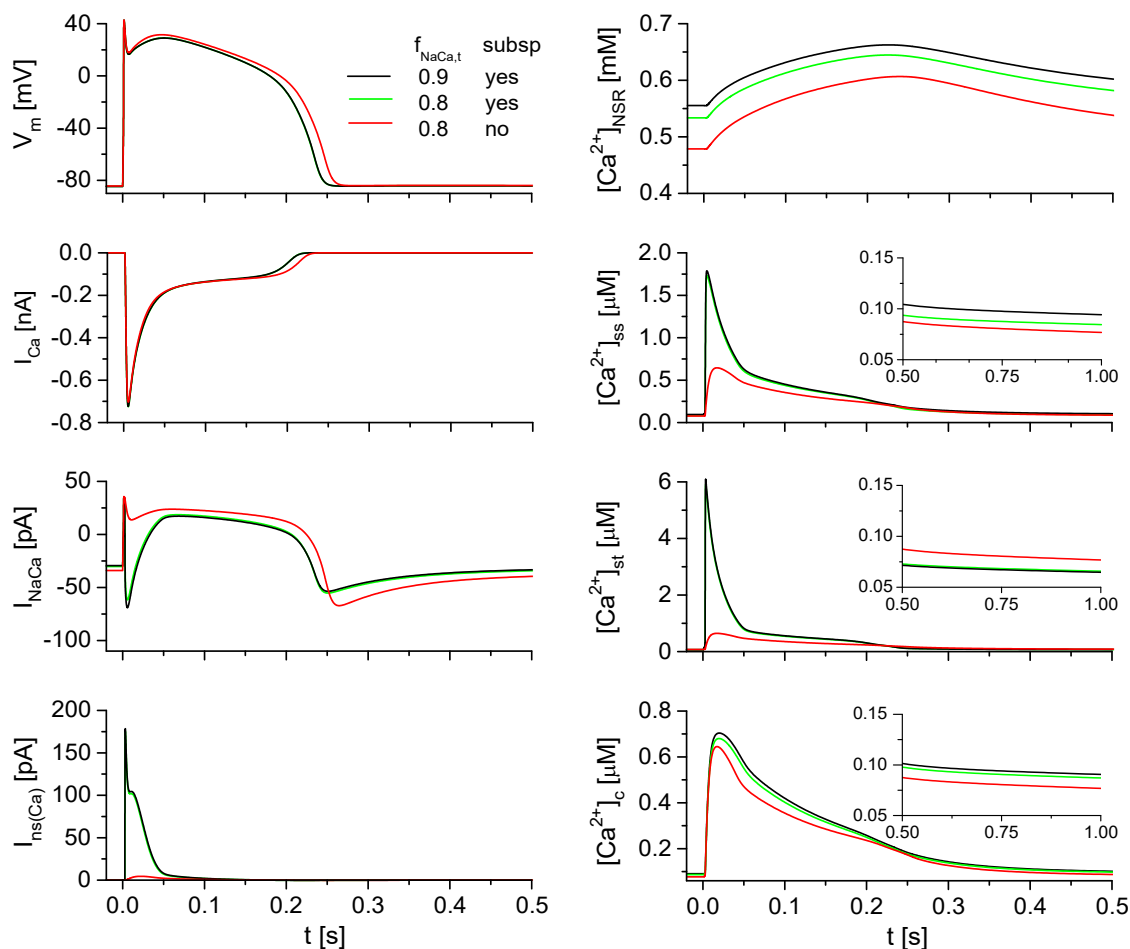 V_m [mV]
40
0
-40
-80
f_NaCa,t subsp
0.9 yes
0.8 yes
0.8 no
[Ca²⁺]_NSR [mM]
0.7
0.6
0.5
0.4
I_Ca [nA]
0.0
-0.2
-0.4
-0.6
-0.8
[Ca²⁺]_ss [μM]
2.0
1.5
1.0
0.5
0.0
0.15
0.10
0.05
0.50 0.75 1.00
I_NaCa [pA]
50
0
-50
-100
[Ca²⁺]_st [μM]
6
4
2
0
0.15
0.10
0.05
0.50 0.75 1.00
I_ns(Ca) [pA]
200
150
100
50
0
0.0 0.1 0.2 0.3 0.4 0.5
t [s]
[Ca²⁺]_c [μM]
0.8
0.6
0.4
0.2
0.15
0.10
0.05
0.50 0.75 1.00
0.0 0.1 0.2 0.3 0.4 0.5
t [s]